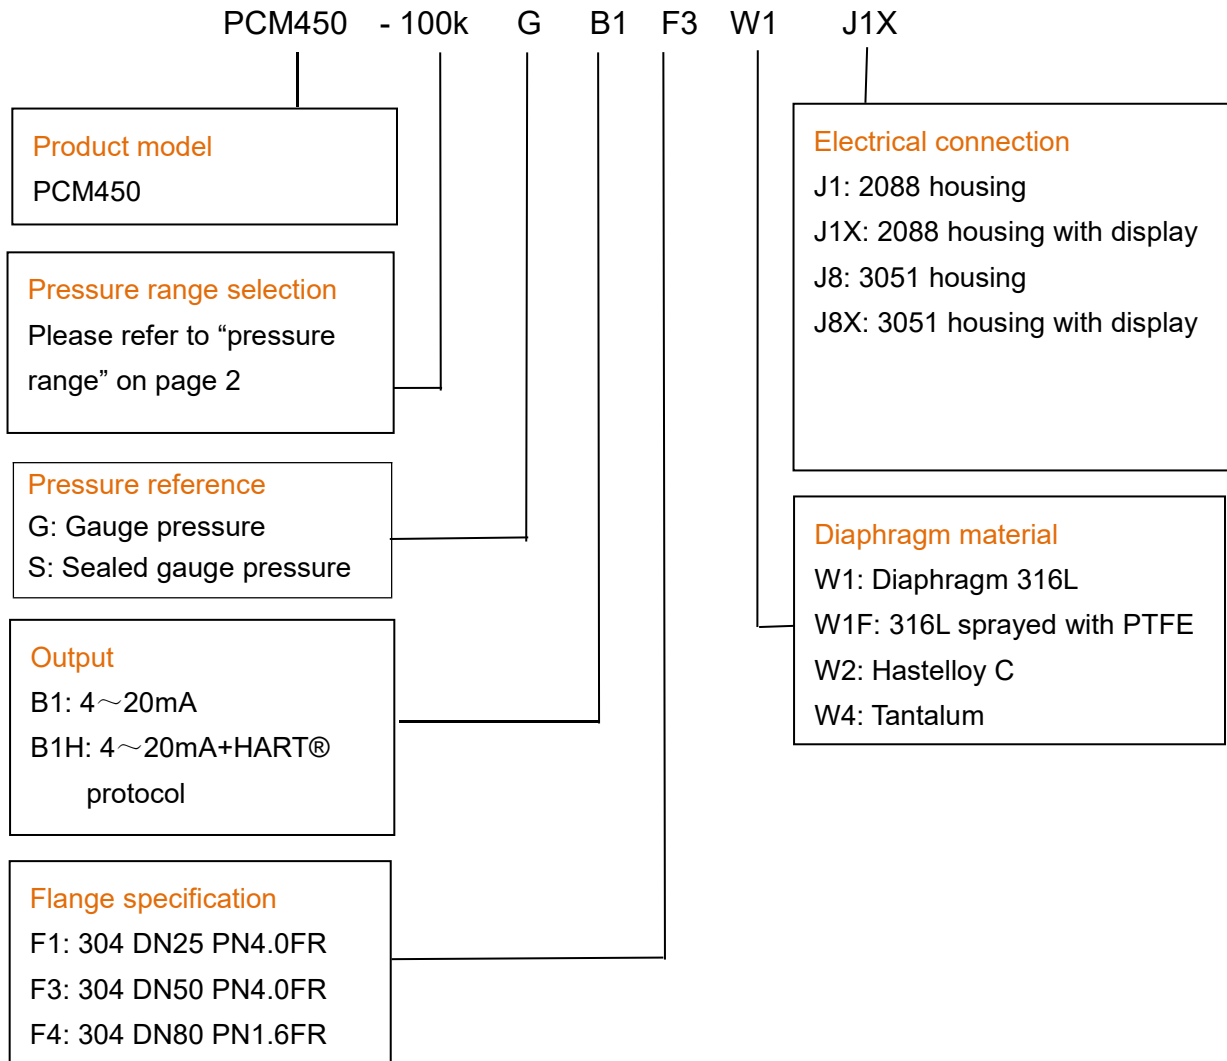 PCM450 - 100k G B1 F3 W1 J1X
Product model
PCM450
Pressure range selection
Please refer to “pressure
range” on page 2
Pressure reference
G: Gauge pressure
S: Sealed gauge pressure
Output
B1: 4～20mA
B1H: 4～20mA+HART®
protocol
Flange specification
F1: 304 DN25 PN4.0FR
F3: 304 DN50 PN4.0FR
F4: 304 DN80 PN1.6FR
Electrical connection
J1: 2088 housing
J1X: 2088 housing with display
J8: 3051 housing
J8X: 3051 housing with display
Diaphragm material
W1: Diaphragm 316L
W1F: 316L sprayed with PTFE
W2: Hastelloy C
W4: Tantalum